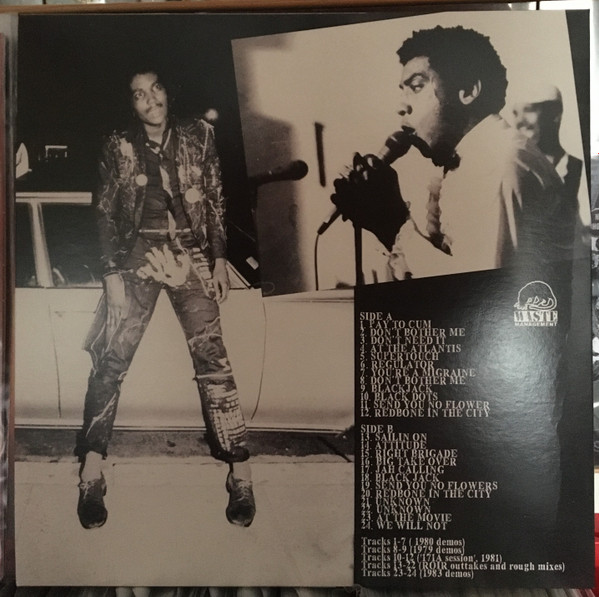 WASTE
MANAGEMENT
SIDE A
1. PAY TO CUM
2. DON'T BOTHER ME
3. DON'T NEED IT
4. AT THE ATLANTIS
5. SUPERTOUCH
6. REGULATOR
7. YOU'RE A MIGRAINE
8. DON'T BOTHER ME
9. BLACKJACK
10. BLACK DOTS
11. SEND YOU NO FLOWER
12. REDBONE IN THE CITY
SIDE B
13. SAILIN ON
14. ATTITUDE
15. RIGHT BRIGADE
16. BIG TAKE OVER
17. JAH CALLING
18. BLACK JACK
19. SEND YOU NO FLOWERS
20. REDBONE IN THE CITY
21. UNKNOWN
22. UNKNOWN
23. AT THE MOVIE
24. WE WILL NOT
Tracks 1-7 ( 1980 demos)
Tracks 8-9 (1979 demos)
Tracks 10-12 ('171A session', 1981)
Tracks 13-22 (ROIR outtakes and rough mixes)
Tracks 23-24 (1983 demos)